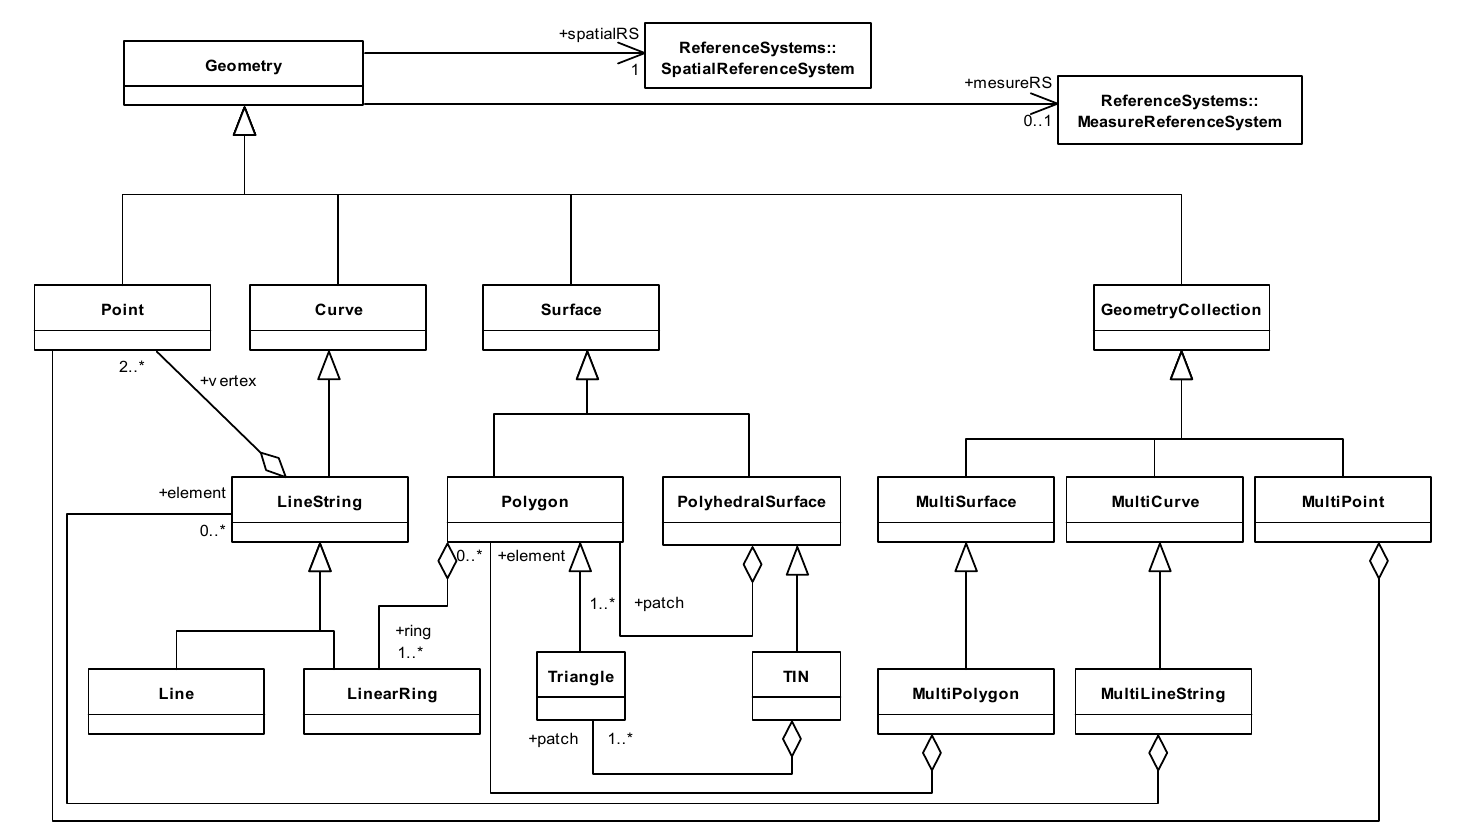 +spatialRS
ReferenceSystems::
SpatialReferenceSystem
1
Geometry
+mesureRS
ReferenceSystems::
MeasureReferenceSystem
0..1
Point
Curve
Surface
GeometryCollection
2..*
+vertex
+element
LineString
0..*
Polygon
PolyhedralSurface
MultiSurface
MultiCurve
MultiPoint
0..*
+element
1..*
+patch
+ring
1..*
Line
LinearRing
Triangle
TIN
MultiPolygon
MultiLineString
+patch
1..*